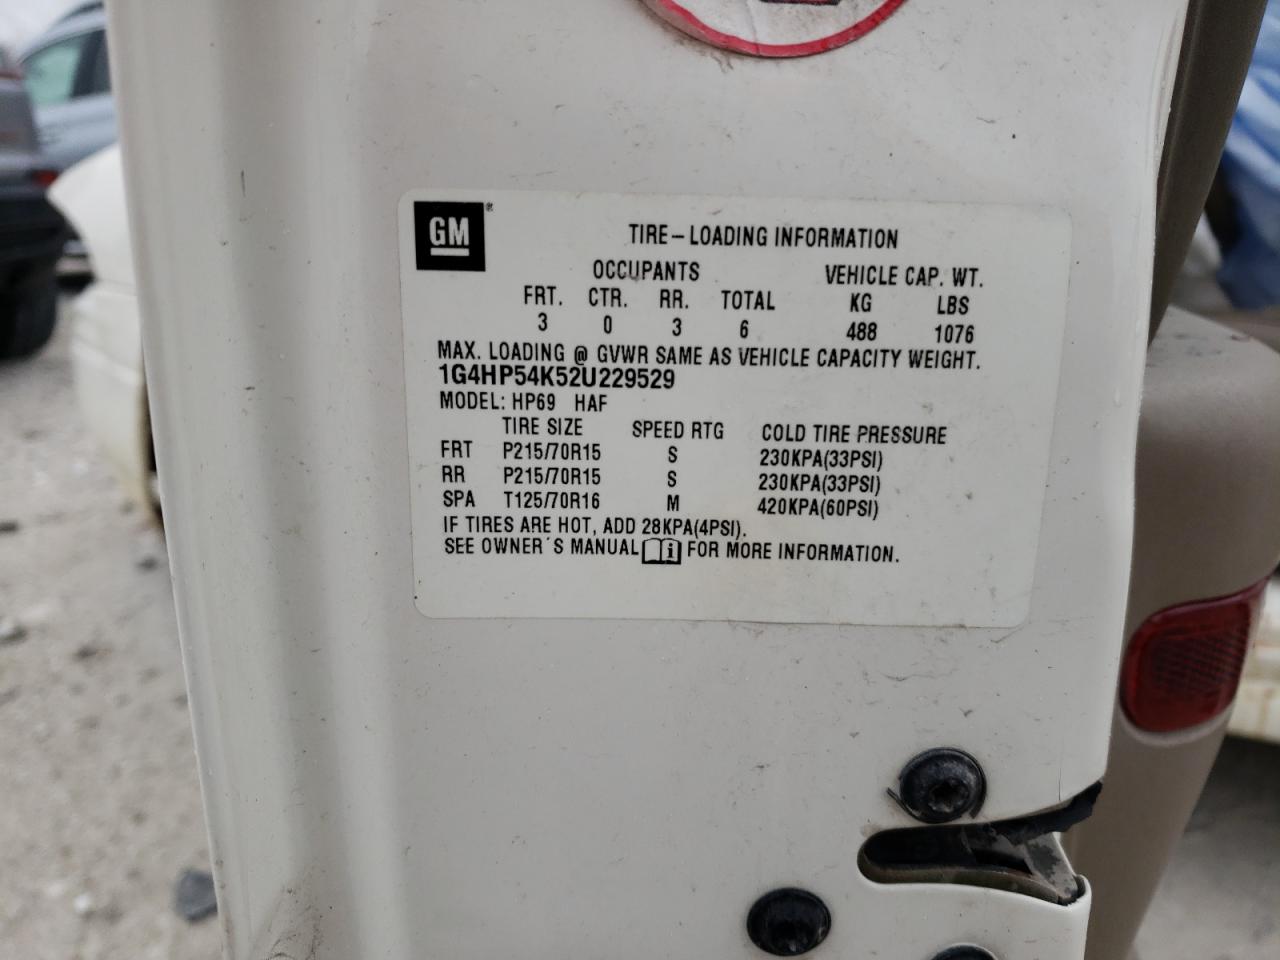 GM®
TIRE-LOADING INFORMATION
OCCUPANTS VEHICLE CAP. WT.
FRT. CTR. RR. TOTAL KG LBS
3 0 3 6 488 1076
MAX. LOADING @ GVWR SAME AS VEHICLE CAPACITY WEIGHT.
1G4HP54K52U229529
MODEL: HP69 HAF
TIRE SIZE SPEED RTG COLD TIRE PRESSURE
FRT P215/70R15 S 230KPA(33PSI)
RR P215/70R15 S 230KPA(33PSI)
SPA T125/70R16 M 420KPA(60PSI)
IF TIRES ARE HOT, ADD 28KPA(4PSI).
SEE OWNER´S MANUAL i FOR MORE INFORMATION.